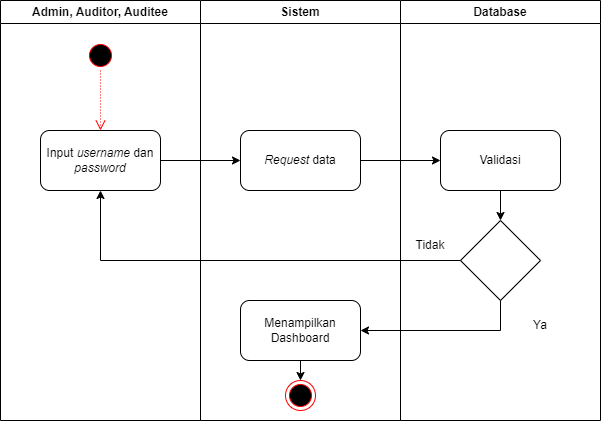 Admin, Auditor, Auditee
Sistem
Database
Input username dan
password
Request data
Validasi
Tidak
Menampilkan
Dashboard
Ya